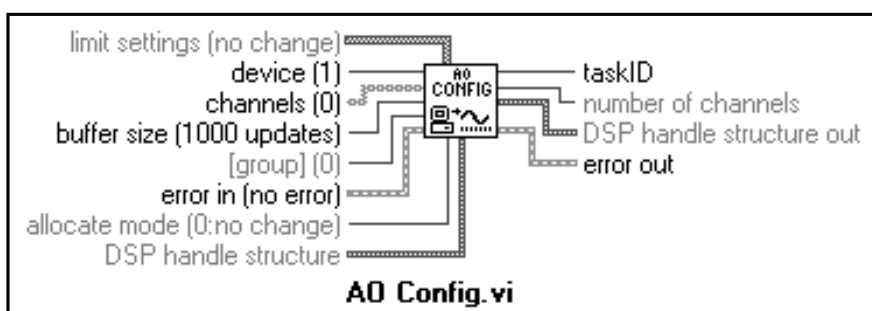 limit settings (no change)
device (1)
channels (0)
buffer size (1000 updates)
[group] (0)
error in (no error)
allocate mode (0:no change)
DSP handle structure
AO
CONFIG
taskID
number of channels
DSP handle structure out
error out
AO Config.vi